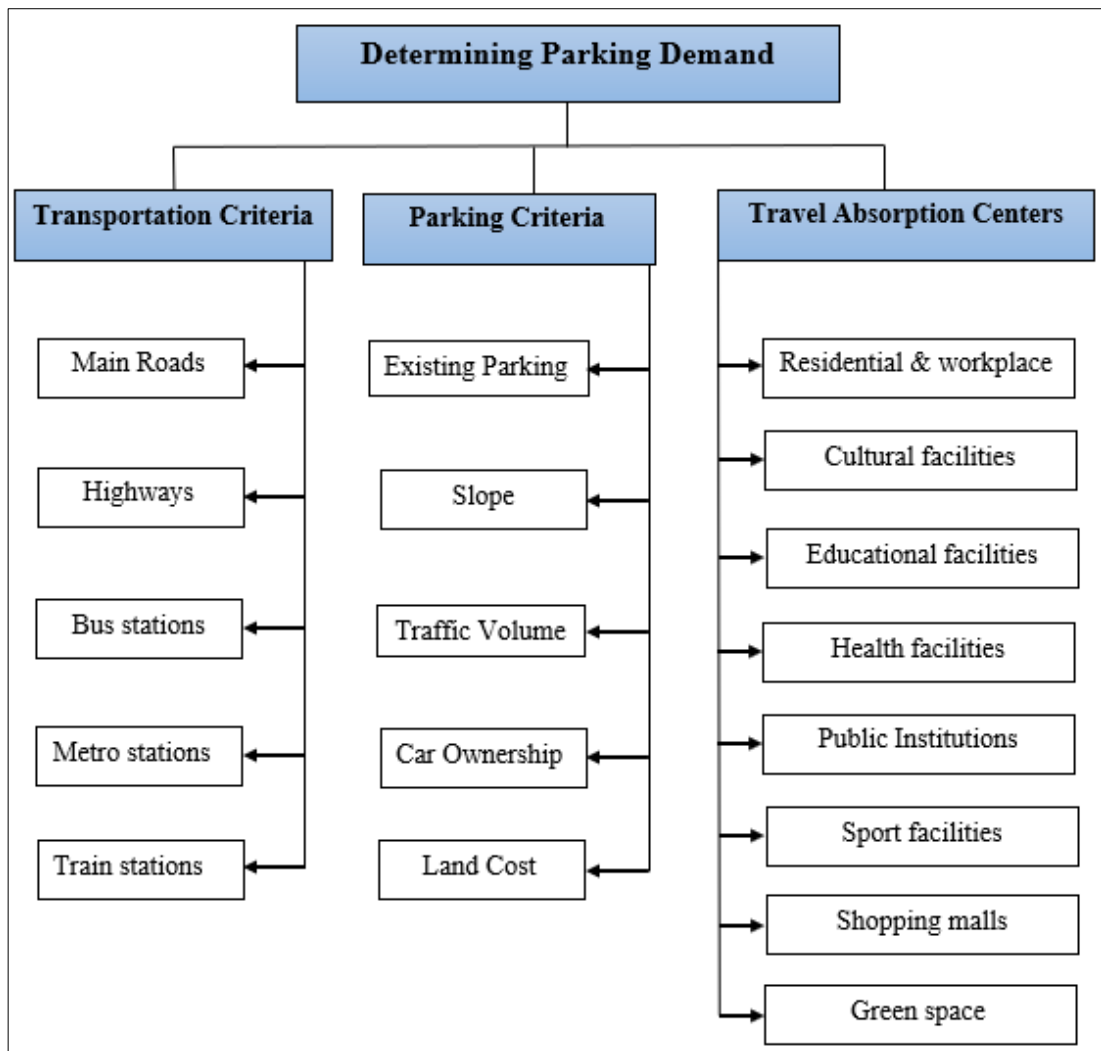 Determining Parking Demand
Transportation Criteria
Main Roads
Highways
Bus stations
Metro stations
Train stations
Parking Criteria
Existing Parking
Slope
Traffic Volume
Car Ownership
Land Cost
Travel Absorption Centers
Residential & workplace
Cultural facilities
Educational facilities
Health facilities
Public Institutions
Sport facilities
Shopping malls
Green space